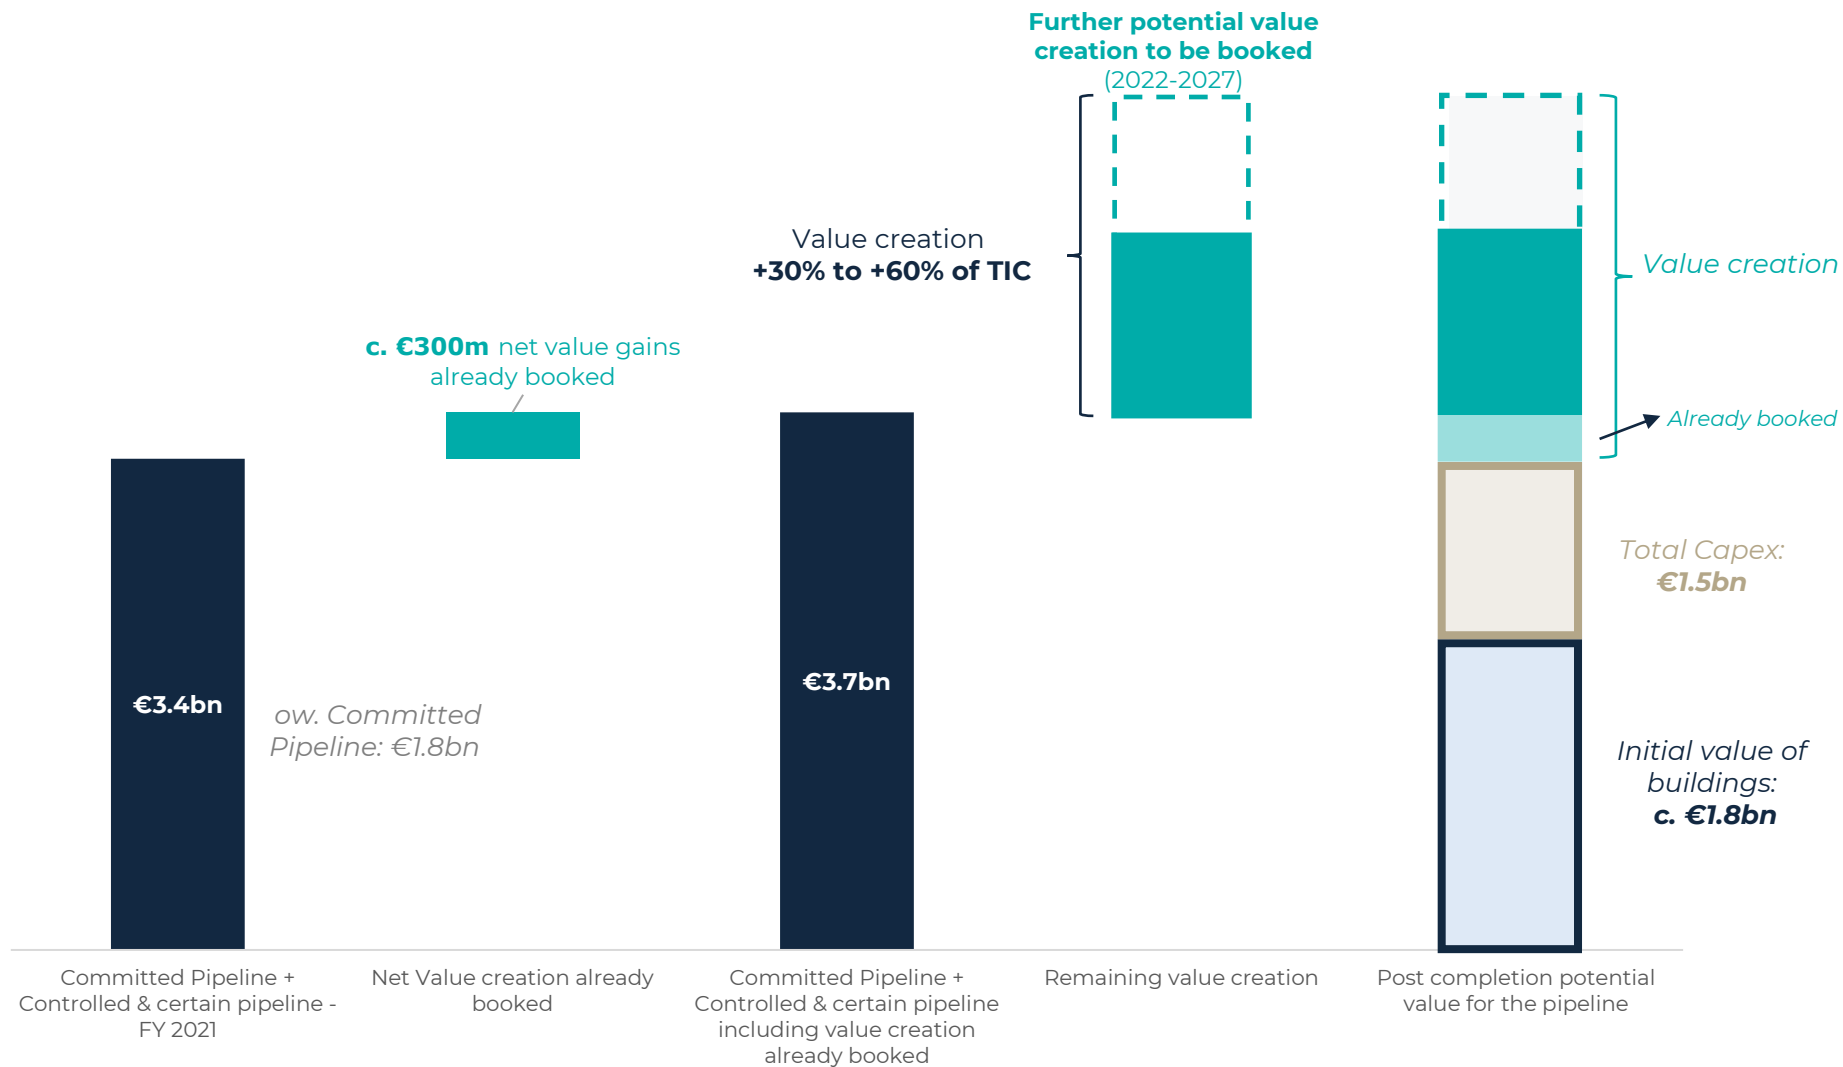 Further potential value
creation to be booked
(2022-2027)
Value creation
+30% to +60% of TIC
Value creation
c. €300m net value gains
already booked
Already booked
Total Capex:
€1.5bn
€3.4bn
ow. Committed
Pipeline: €1.8bn
€3.7bn
Initial value of
buildings:
c. €1.8bn
Committed Pipeline +
Controlled & certain pipeline -
FY 2021
Net Value creation already
booked
Committed Pipeline +
Controlled & certain pipeline
including value creation
already booked
Remaining value creation
Post completion potential
value for the pipeline